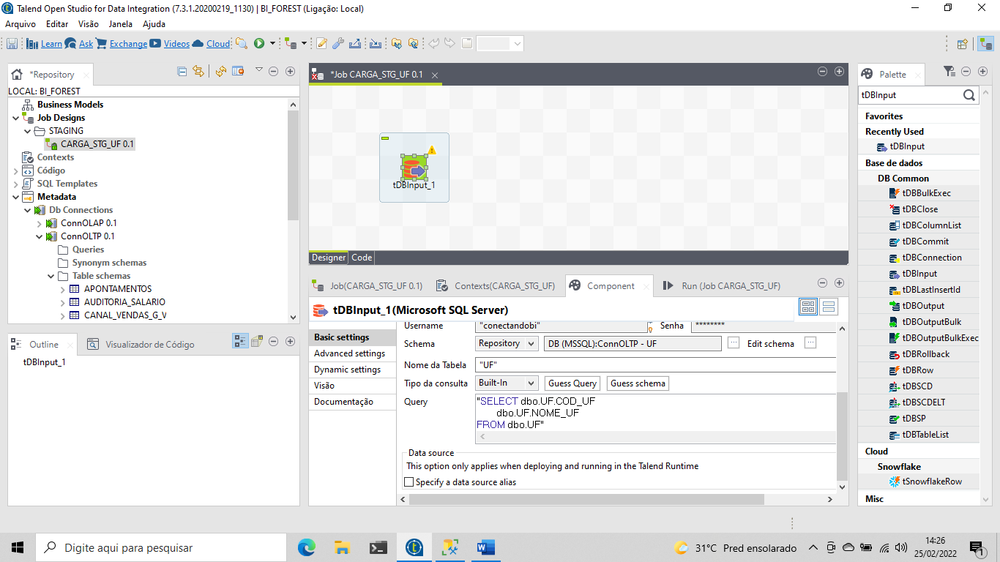 Talend Open Studio for Data Integration (7.3.1.20200219_1130) | BI_FOREST (Ligação: Local)
Arquivo Editar Visão Janela Ajuda
Learn Ask Exchange Videos Cloud
*Repository
LOCAL: BI_FOREST
Business Models
Job Designs
STAGING
CARGA_STG_UF 0.1
Contexts
Código
SQL Templates
Metadata
Db Connections
ConnOLAP 0.1
ConnOLTP 0.1
Queries
Synonym schemas
Table schemas
APONTAMENTOS
AUDITORIA_SALARIO
CANAL_VENDAS_G_V
Outline
Visualizador de Código
tDBInput_1
*Job CARGA_STG_UF 0.1
tDBInput_1
Designer Code
Job(CARGA_STG_UF 0.1)
Contexts(CARGA_STG_UF)
Component
Run (Job CARGA_STG_UF)
tDBInput_1(Microsoft SQL Server)
Basic settings
Advanced settings
Dynamic settings
Visão
Documentação
Username "conectandobi" Senha ********
Schema Repository DB (MSSQL):ConnOLTP - UF ... Edit schema ...
Nome da Tabela "UF"
Tipo da consulta Built-In Guess Query Guess schema
Query "SELECT dbo.UF.COD_UF
dbo.UF.NOME_UF
FROM dbo.UF"
Data source
This option only applies when deploying and running in the Talend Runtime
Specify a data source alias
Palette
tDBInput
Favorites
Recently Used
tDBInput
Base de dados
DB Common
tDBBulkExec
tDBClose
tDBColumnList
tDBCommit
tDBConnection
tDBInput
tDBLastInsertId
tDBOutput
tDBOutputBulk
tDBOutputBulkExec
tDBRollback
tDBRow
tDBSCD
tDBSCDELT
tDBSP
tDBTableList
Cloud
Snowflake
tSnowflakeRow
Misc
Digite aqui para pesquisar
31°C Pred ensolarado
14:26
25/02/2022
1